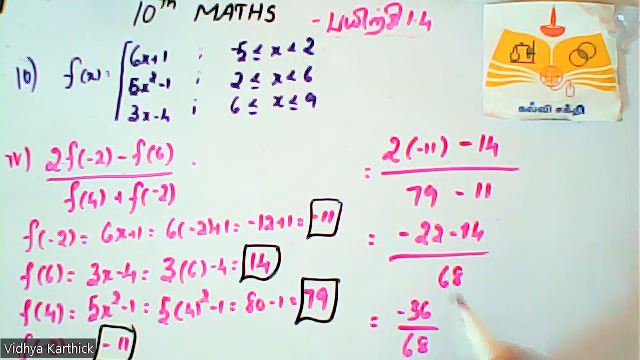 10th MATHS - பயிற்சி 1.4
10) f(x) = 6x+1 ; -5 ≤ x < 2
5x²-1 ; 2 ≤ x < 6
3x-4 ; 6 ≤ x ≤ 9
கல்வி சக்தி
iv) 2f(-2) - f(6)
f(4) + f(-2)
f(-2) = 6x+1 = 6(-2)+1 = -12+1 = -11
f(6) = 3x-4 = 3(6)-4 = 14
f(4) = 5x²-1 = 5(4)²-1 = 80-1 = 79
-11
= 2(-11) - 14
79 - 11
= -22-14
68
= -36
68
Vidhya Karthick